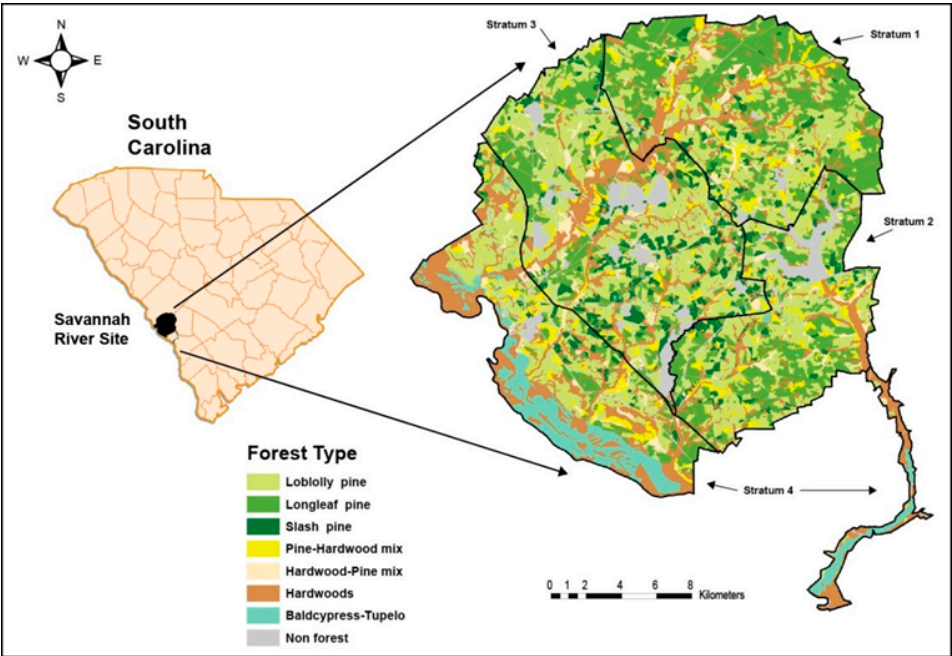 N
W E
S
South
Carolina
Savannah
River Site
Stratum 3
Stratum 1
Stratum 2
Stratum 4
Forest Type
Loblolly pine
Longleaf pine
Slash pine
Pine-Hardwood mix
Hardwood-Pine mix
Hardwoods
Baldcypress-Tupelo
Non forest
0 1 2 4 6 8
Kilometers